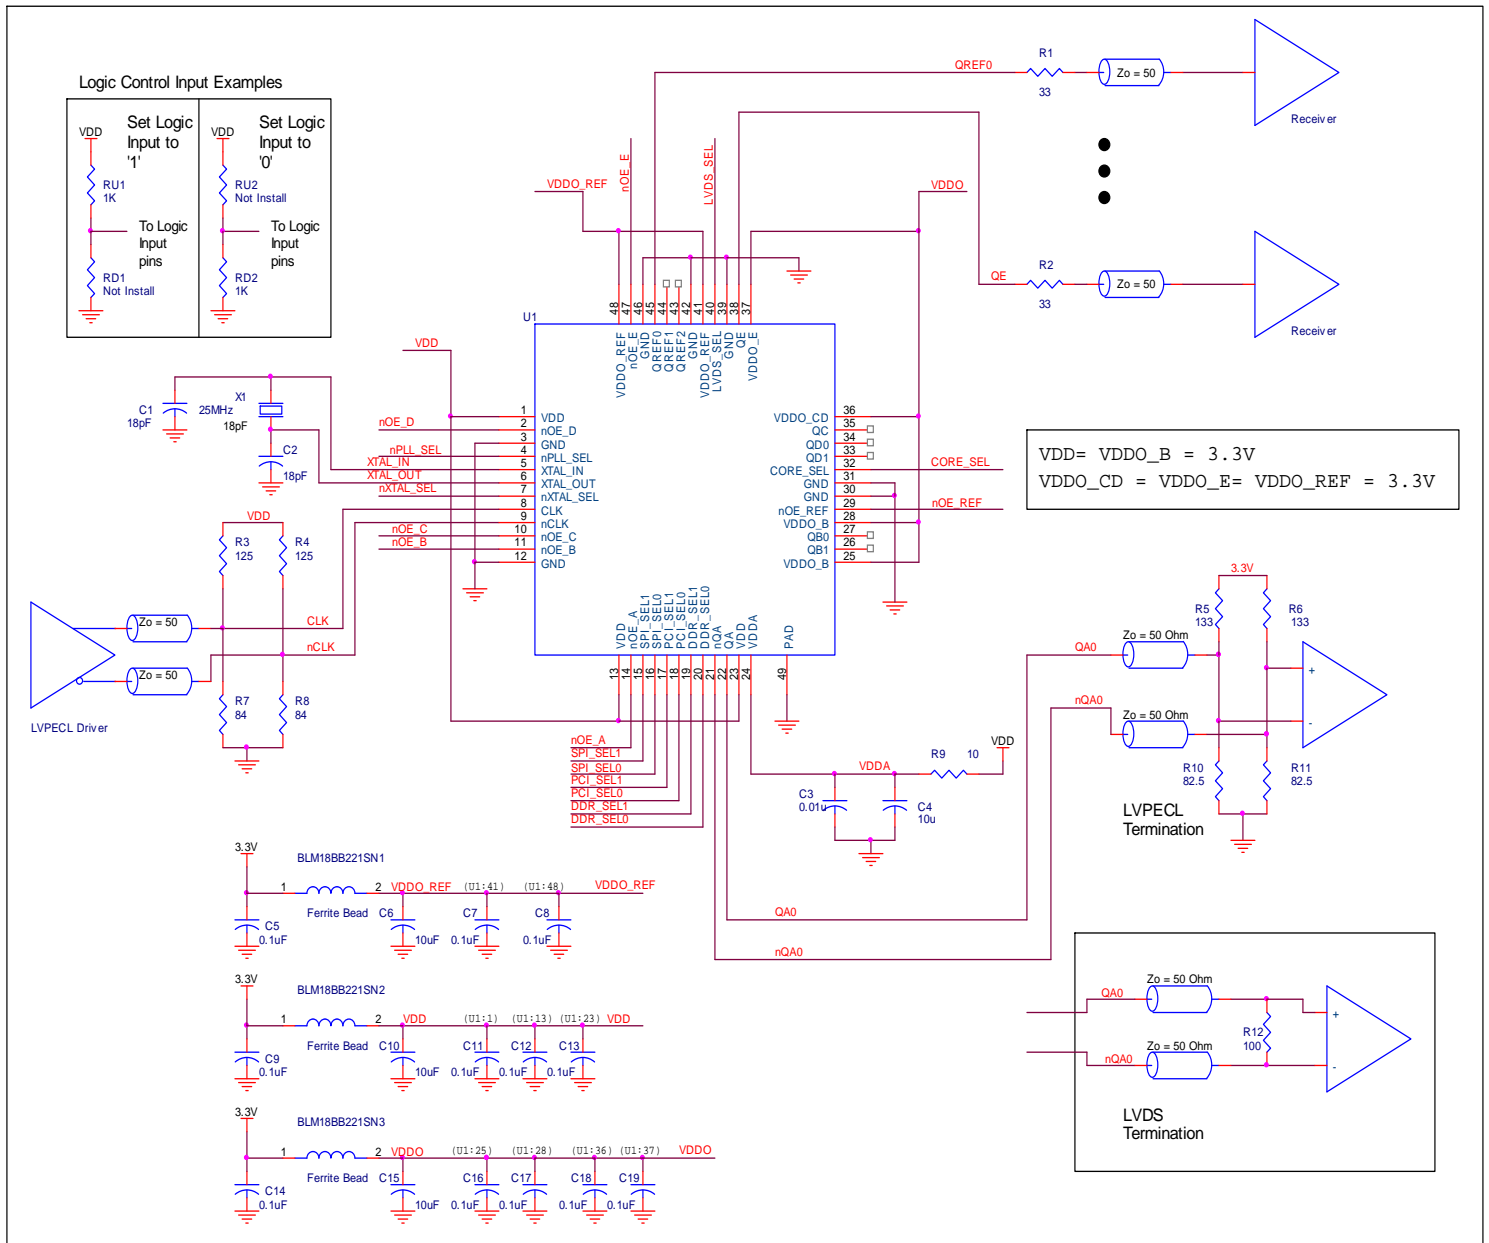 Logic Control Input Examples
VDD
Set Logic
Input to
'1'
RU1
1K
To Logic
Input
pins
RD1
Not Install
VDD
Set Logic
Input to
'0'
RU2
Not Install
To Logic
Input
pins
RD2
1K
QREF0
R1
33
Zo = 50
Receiver
QE
R2
33
Zo = 50
Receiver
VDDO_REF
nOE_E
LVDS_SEL
VDDO
48
47
46
45
44
43
42
41
40
39
38
37
U1
VDDO_REF
nOE_E
GND
QREF0
QREF1
QREF2
GND
VDDO_REF
LVDS_SEL
GND
QE
VDDO_E
VDD
C1
18pF
25MHz
X1
18pF
C2
18pF
nOE_D
nPLL_SEL
XTAL_IN
XTAL_OUT
nXTAL_SEL
nOE_C
nOE_B
1 VDD
2 nOE_D
3 GND
4 nPLL_SEL
5 XTAL_IN
6 XTAL_OUT
7 nXTAL_SEL
8 CLK
9 nCLK
10 nOE_C
11 nOE_B
12 GND
VDDO_CD 36
QC 35
QD0 34
QD1 33
CORE_SEL 32
GND 31
GND 30
nOE_REF 29
VDDO_B 28
QB0 27
QB1 26
VDDO_B 25
CORE_SEL
nOE_REF
VDD= VDDO_B = 3.3V
VDDO_CD = VDDO_E= VDDO_REF = 3.3V
VDD
R3
125
R4
125
Zo = 50
CLK
nCLK
Zo = 50
R7
84
R8
84
LVPECL Driver
VDD
nOE_A
SPI_SEL1
SPI_SEL0
PCI_SEL1
PCI_SEL0
DDR_SEL1
DDR_SEL0
nQA
QA
VDD
VDDA
PAD
13
14
15
16
17
18
19
20
21
22
23
24
49
nOE_A
SPI_SEL1
SPI_SEL0
PCI_SEL1
PCI_SEL0
DDR_SEL1
DDR_SEL0
VDDA
R9
10
VDD
C3
0.01u
C4
10u
3.3V
R5
133
R6
133
QA0
Zo = 50 Ohm
+
nQA0
Zo = 50 Ohm
-
R10
82.5
R11
82.5
LVPECL
Termination
QA0
nQA0
3.3V
BLM18BB221SN1
1
2
VDDO_REF
(U1:41)
(U1:48)
VDDO_REF
Ferrite Bead
C5
0.1uF
C6
10uF
C7
0.1uF
C8
0.1uF
3.3V
BLM18BB221SN2
1
2
VDD
(U1:1)
(U1:13)
(U1:23)
VDD
Ferrite Bead
C9
0.1uF
C10
10uF
C11
0.1uF
C12
0.1uF
C13
0.1uF
3.3V
BLM18BB221SN3
1
2
VDDO
(U1:25)
(U1:28)
(U1:36)
(U1:37)
VDDO
Ferrite Bead
C14
0.1uF
C15
10uF
C16
0.1uF
C17
0.1uF
C18
0.1uF
C19
0.1uF
Zo = 50 Ohm
QA0
+
R12
100
Zo = 50 Ohm
nQA0
-
LVDS
Termination